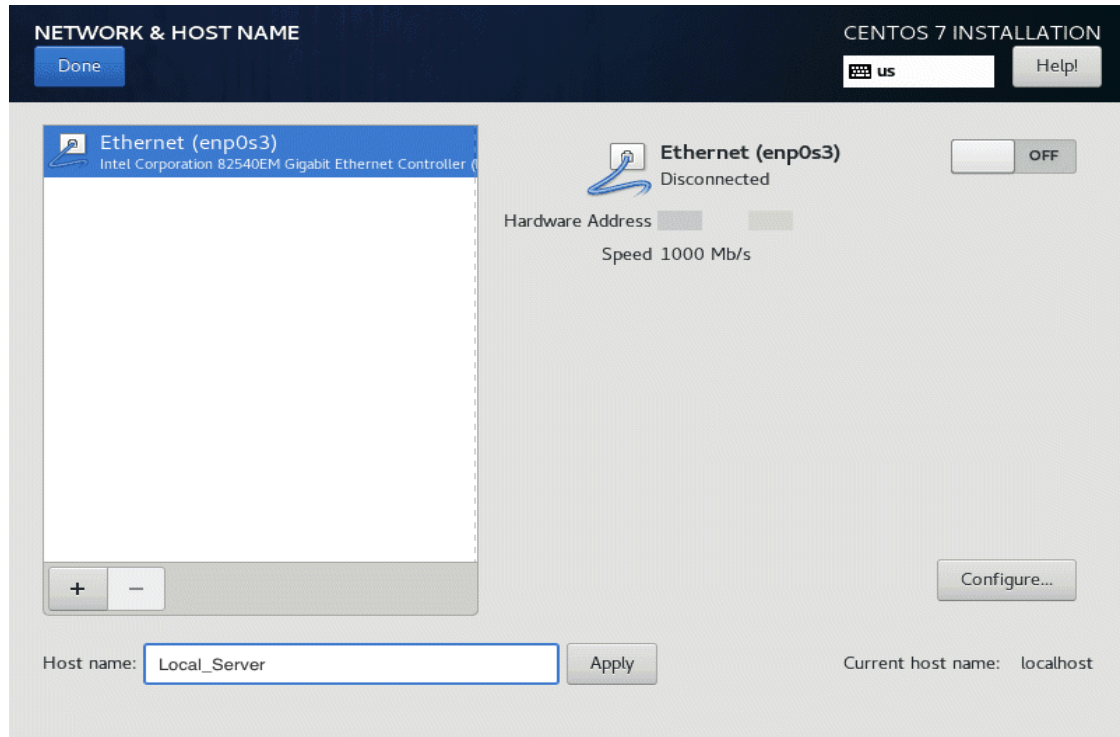 NETWORK & HOST NAME
CENTOS 7 INSTALLATION
Done
us
Help!
Ethernet (enp0s3)
Intel Corporation 82540EM Gigabit Ethernet Controller (
Ethernet (enp0s3)
OFF
Disconnected
Hardware Address
Speed 1000 Mb/s
+ −
Configure...
Host name: Local_Server Apply Current host name: localhost